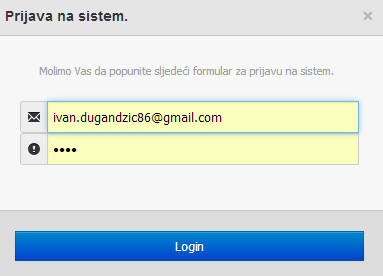 Prijava na sistem.
Molimo Vas da popunite sljedeći formular za prijavu na sistem.
ivan.dugandzic86@gmail.com
••••
Login